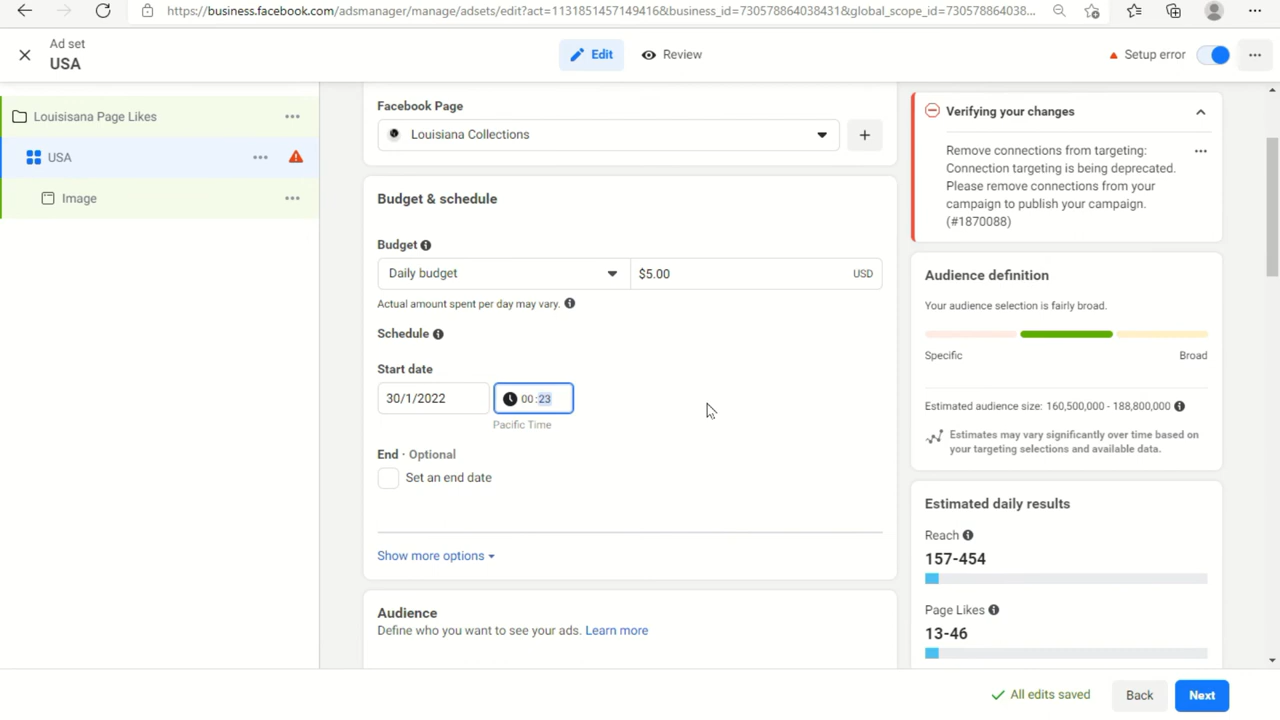 https://business.facebook.com/adsmanager/manage/adsets/edit?act=1131851457149416&business_id=730578864038431&global_scope_id=730578864038...
Ad set
USA
Edit
Review
Setup error
Louisisana Page Likes
USA
Image
Facebook Page
Louisiana Collections
Budget & schedule
Budget
Daily budget
$5.00
USD
Actual amount spent per day may vary.
Schedule
Start date
30/1/2022
00:23
Pacific Time
End · Optional
Set an end date
Show more options
Audience
Define who you want to see your ads. Learn more
Verifying your changes
Remove connections from targeting:
Connection targeting is being deprecated.
Please remove connections from your
campaign to publish your campaign.
(#1870088)
Audience definition
Your audience selection is fairly broad.
Specific
Broad
Estimated audience size: 160,500,000 - 188,800,000
Estimates may vary significantly over time based on
your targeting selections and available data.
Estimated daily results
Reach
157-454
Page Likes
13-46
All edits saved
Back
Next